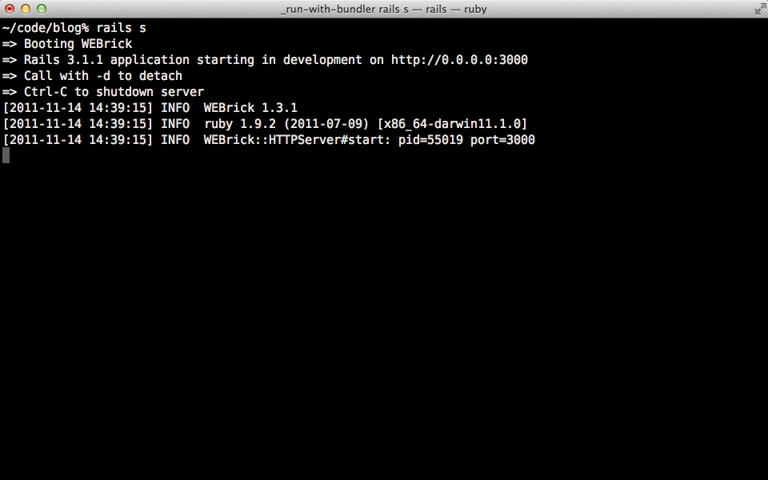 _run-with-bundler rails s — rails — ruby
~/code/blog% rails s
=> Booting WEBrick
=> Rails 3.1.1 application starting in development on http://0.0.0.0:3000
=> Call with -d to detach
=> Ctrl-C to shutdown server
[2011-11-14 14:39:15] INFO  WEBrick 1.3.1
[2011-11-14 14:39:15] INFO  ruby 1.9.2 (2011-07-09) [x86_64-darwin11.1.0]
[2011-11-14 14:39:15] INFO  WEBrick::HTTPServer#start: pid=55019 port=3000